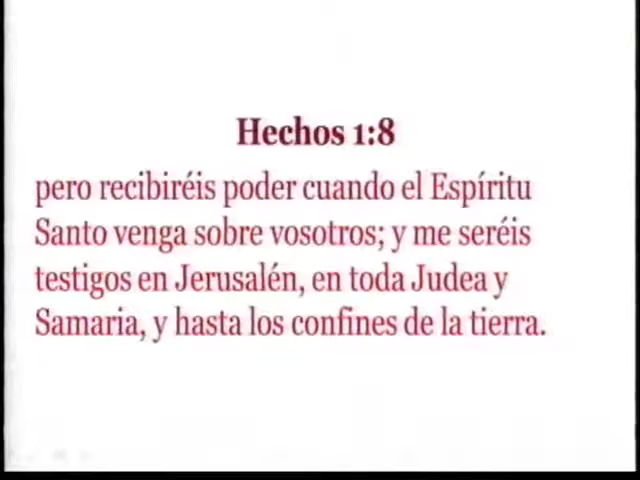 Hechos 1:8
pero recibiréis poder cuando el Espíritu
Santo venga sobre vosotros; y me seréis
testigos en Jerusalén, en toda Judea y
Samaria, y hasta los confines de la tierra.